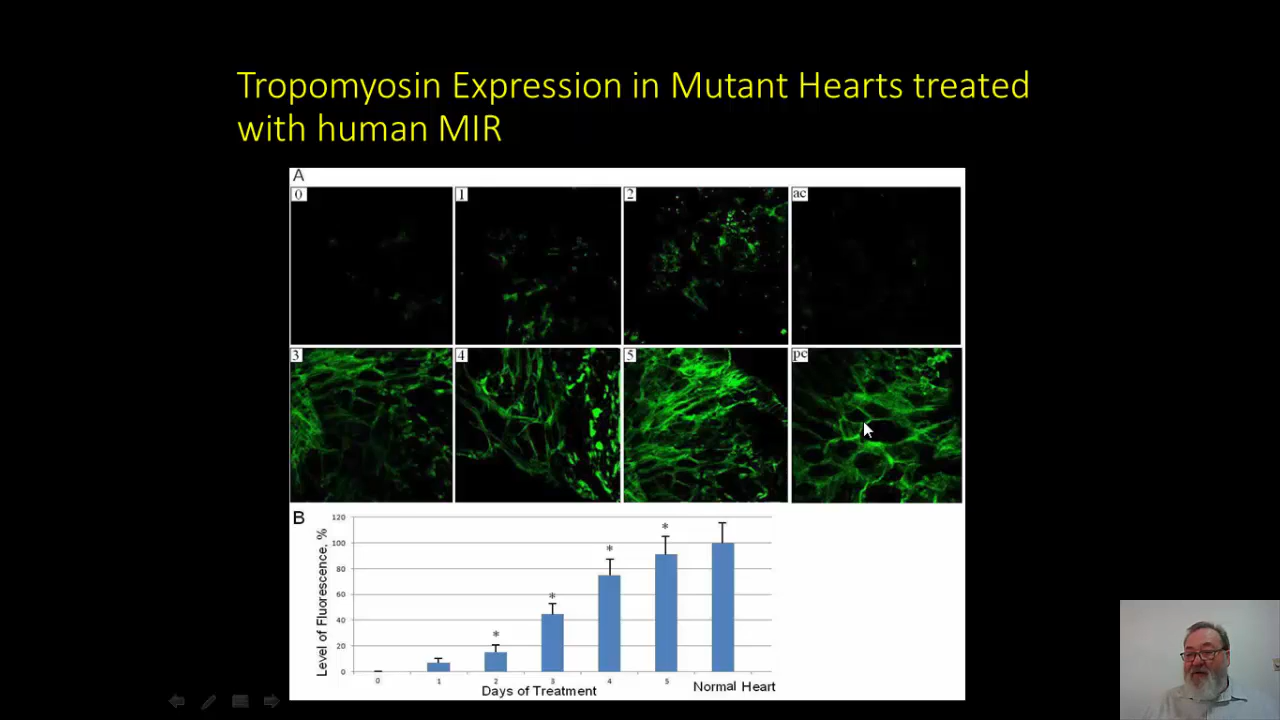 Tropomyosin Expression in Mutant Hearts treated
with human MIR
A
0
1
2
ac
3
4
5
pc
B
Level of Fluorescence, %
120
100
80
60
40
20
0
*
*
*
*
0
1
2
3
4
5
Normal Heart
Days of Treatment